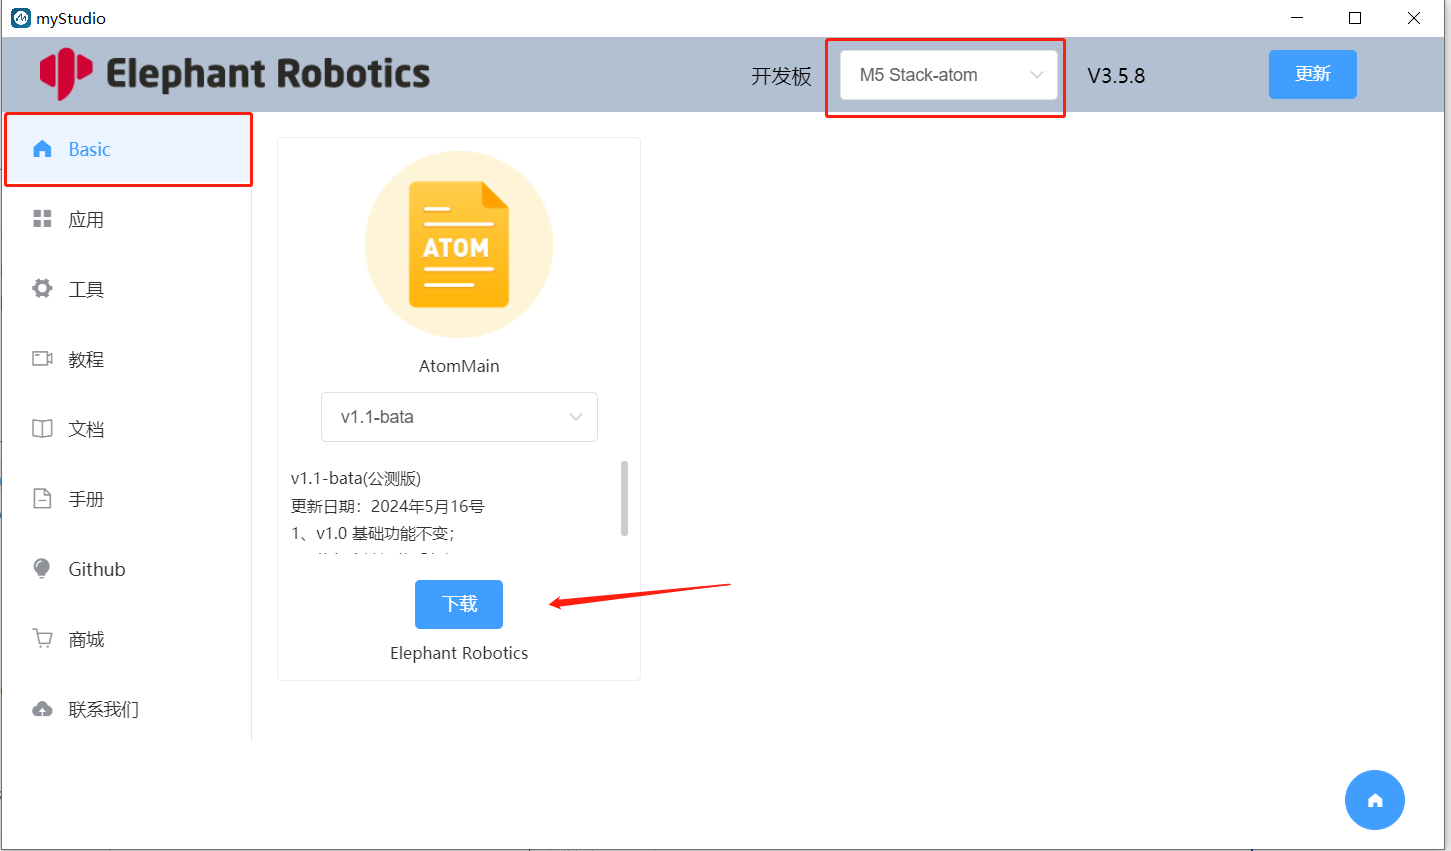 myStudio
Elephant Robotics
开发板
M5 Stack-atom
V3.5.8
更新
Basic
应用
工具
教程
文档
手册
Github
商城
联系我们
ATOM
AtomMain
v1.1-bata
v1.1-bata(公测版)
更新日期：2024年5月16号
1、v1.0 基础功能不变；
下载
Elephant Robotics